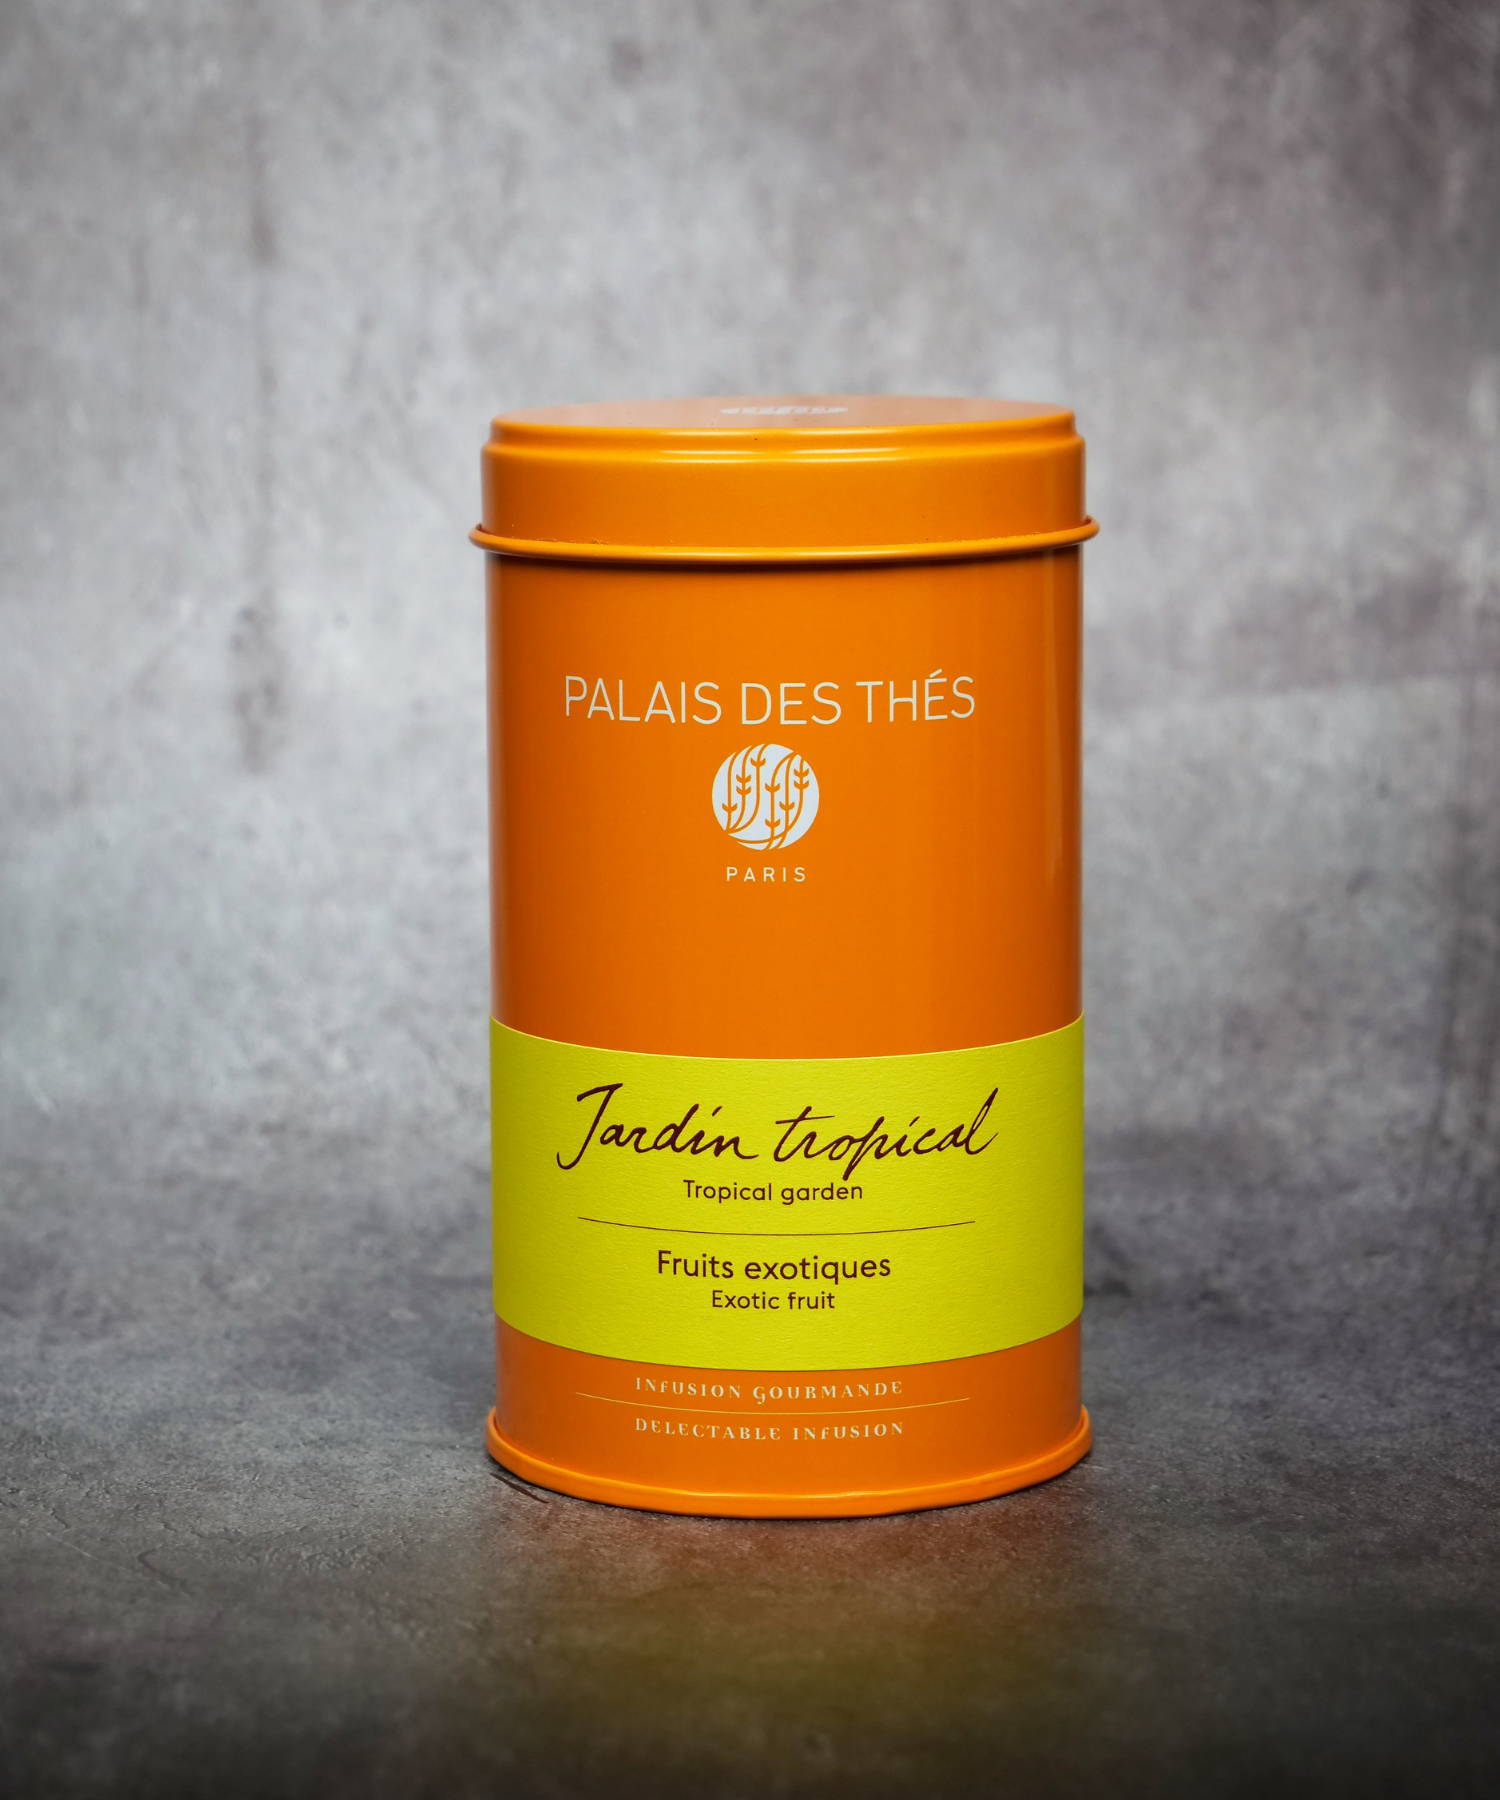 PALAIS DES THÉS
PARIS
Jardin tropical
Tropical garden
Fruits exotiques
Exotic fruit
INFUSION GOURMANDE
DELECTABLE INFUSION